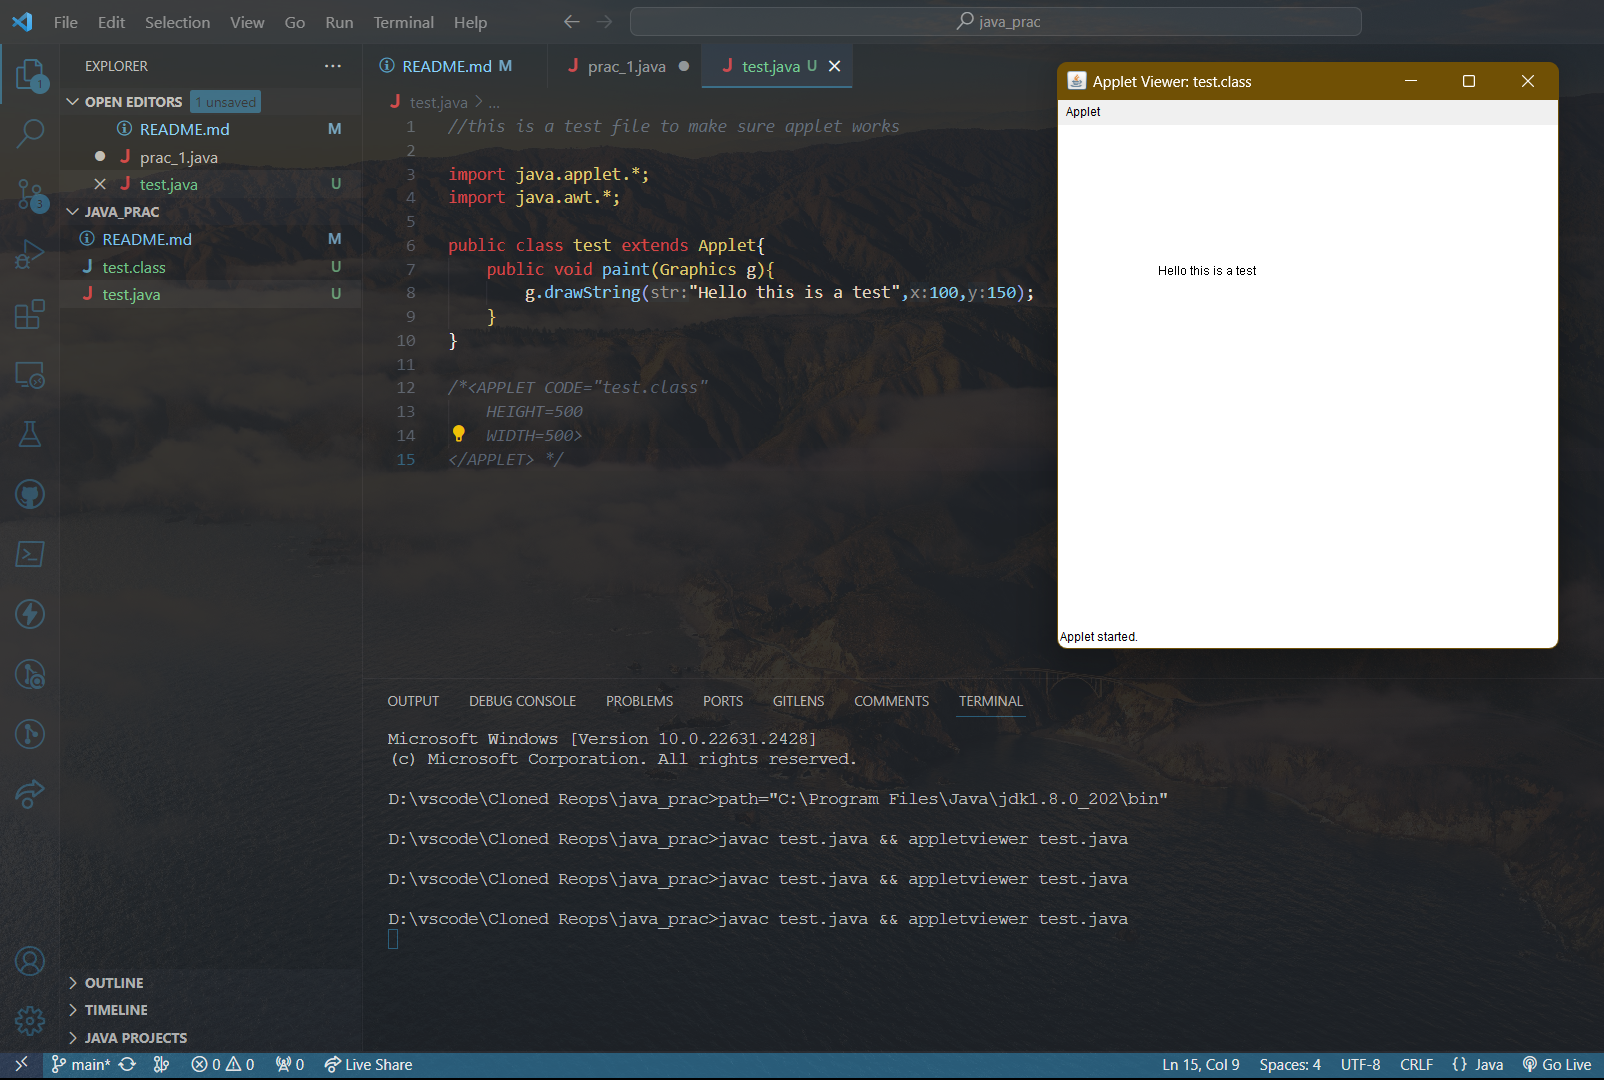 File Edit Selection View Go Run Terminal Help
java_prac
EXPLORER
OPEN EDITORS 1 unsaved
README.md M
prac_1.java
test.java U
JAVA_PRAC
README.md M
test.class U
test.java U
OUTLINE
TIMELINE
JAVA PROJECTS
1
3
README.md M prac_1.java test.java U
test.java > ...
1 //this is a test file to make sure applet works
2
3 import java.applet.*;
4 import java.awt.*;
5
6 public class test extends Applet{
7 public void paint(Graphics g){
8 g.drawString(str:"Hello this is a test",x:100,y:150);
9 }
10 }
11
12 /*<APPLET CODE="test.class"
13 HEIGHT=500
14 WIDTH=500>
15 </APPLET> */
Applet Viewer: test.class
Applet
Hello this is a test
Applet started.
OUTPUT DEBUG CONSOLE PROBLEMS PORTS GITLENS COMMENTS TERMINAL
Microsoft Windows [Version 10.0.22631.2428]
(c) Microsoft Corporation. All rights reserved.
D:\vscode\Cloned Reops\java_prac>path="C:\Program Files\Java\jdk1.8.0_202\bin"
D:\vscode\Cloned Reops\java_prac>javac test.java && appletviewer test.java
D:\vscode\Cloned Reops\java_prac>javac test.java && appletviewer test.java
D:\vscode\Cloned Reops\java_prac>javac test.java && appletviewer test.java
main* 0 0 0 Live Share Ln 15, Col 9 Spaces: 4 UTF-8 CRLF {} Java Go Live